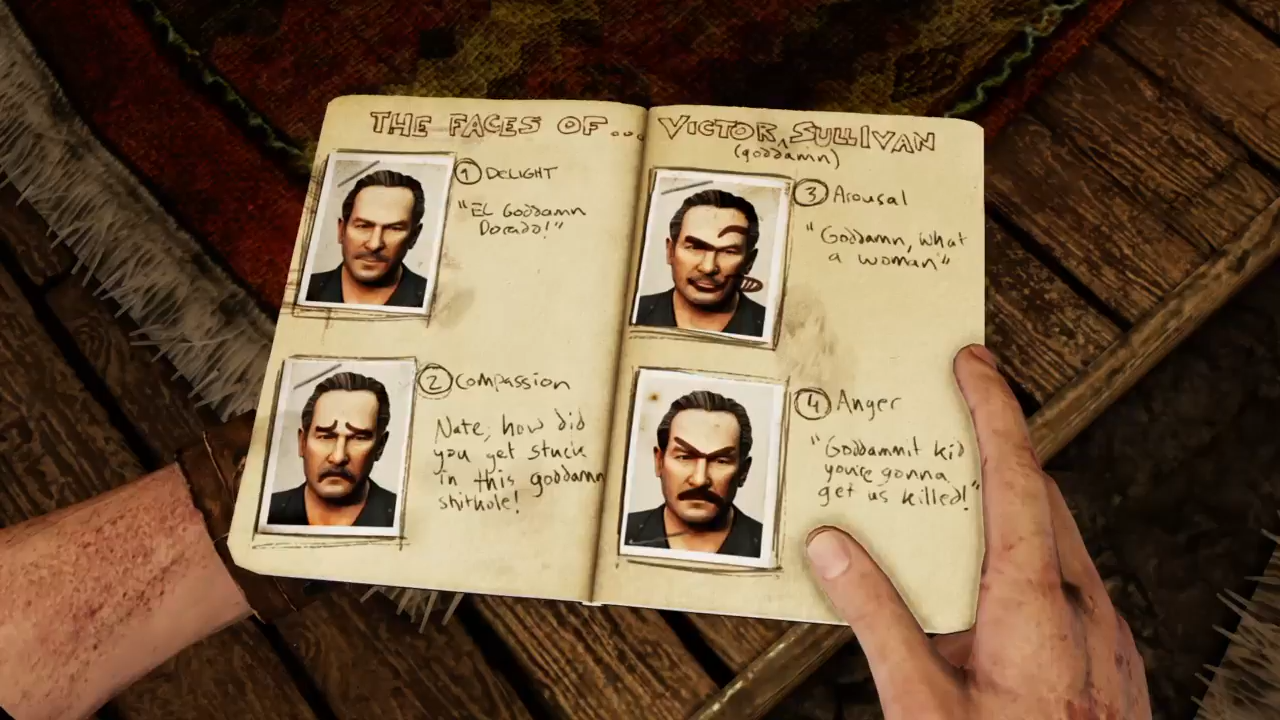 THE FACES OF...
1 DELIGHT
"EL Goddamn
Dorado!"
2 Compassion
Nate, how did
you get stuck
in this goddamn
shithole!
VICTOR SULLIVAN
(goddamn)
3 Arousal
"Goddamn, what
a woman"
4 Anger
"Goddammit kid
you're gonna
get us killed!"